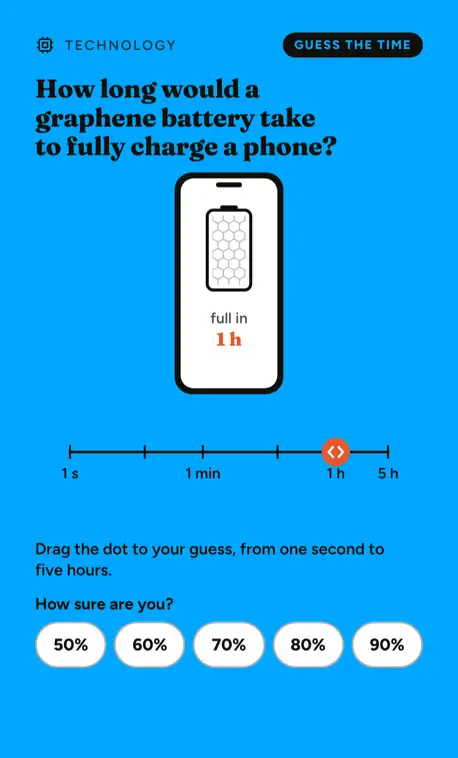 TECHNOLOGY
GUESS THE TIME
How long would a
graphene battery take
to fully charge a phone?
full in
1 h
1 s
1 min
1 h
5 h
Drag the dot to your guess, from one second to
five hours.
How sure are you?
50%
60%
70%
80%
90%